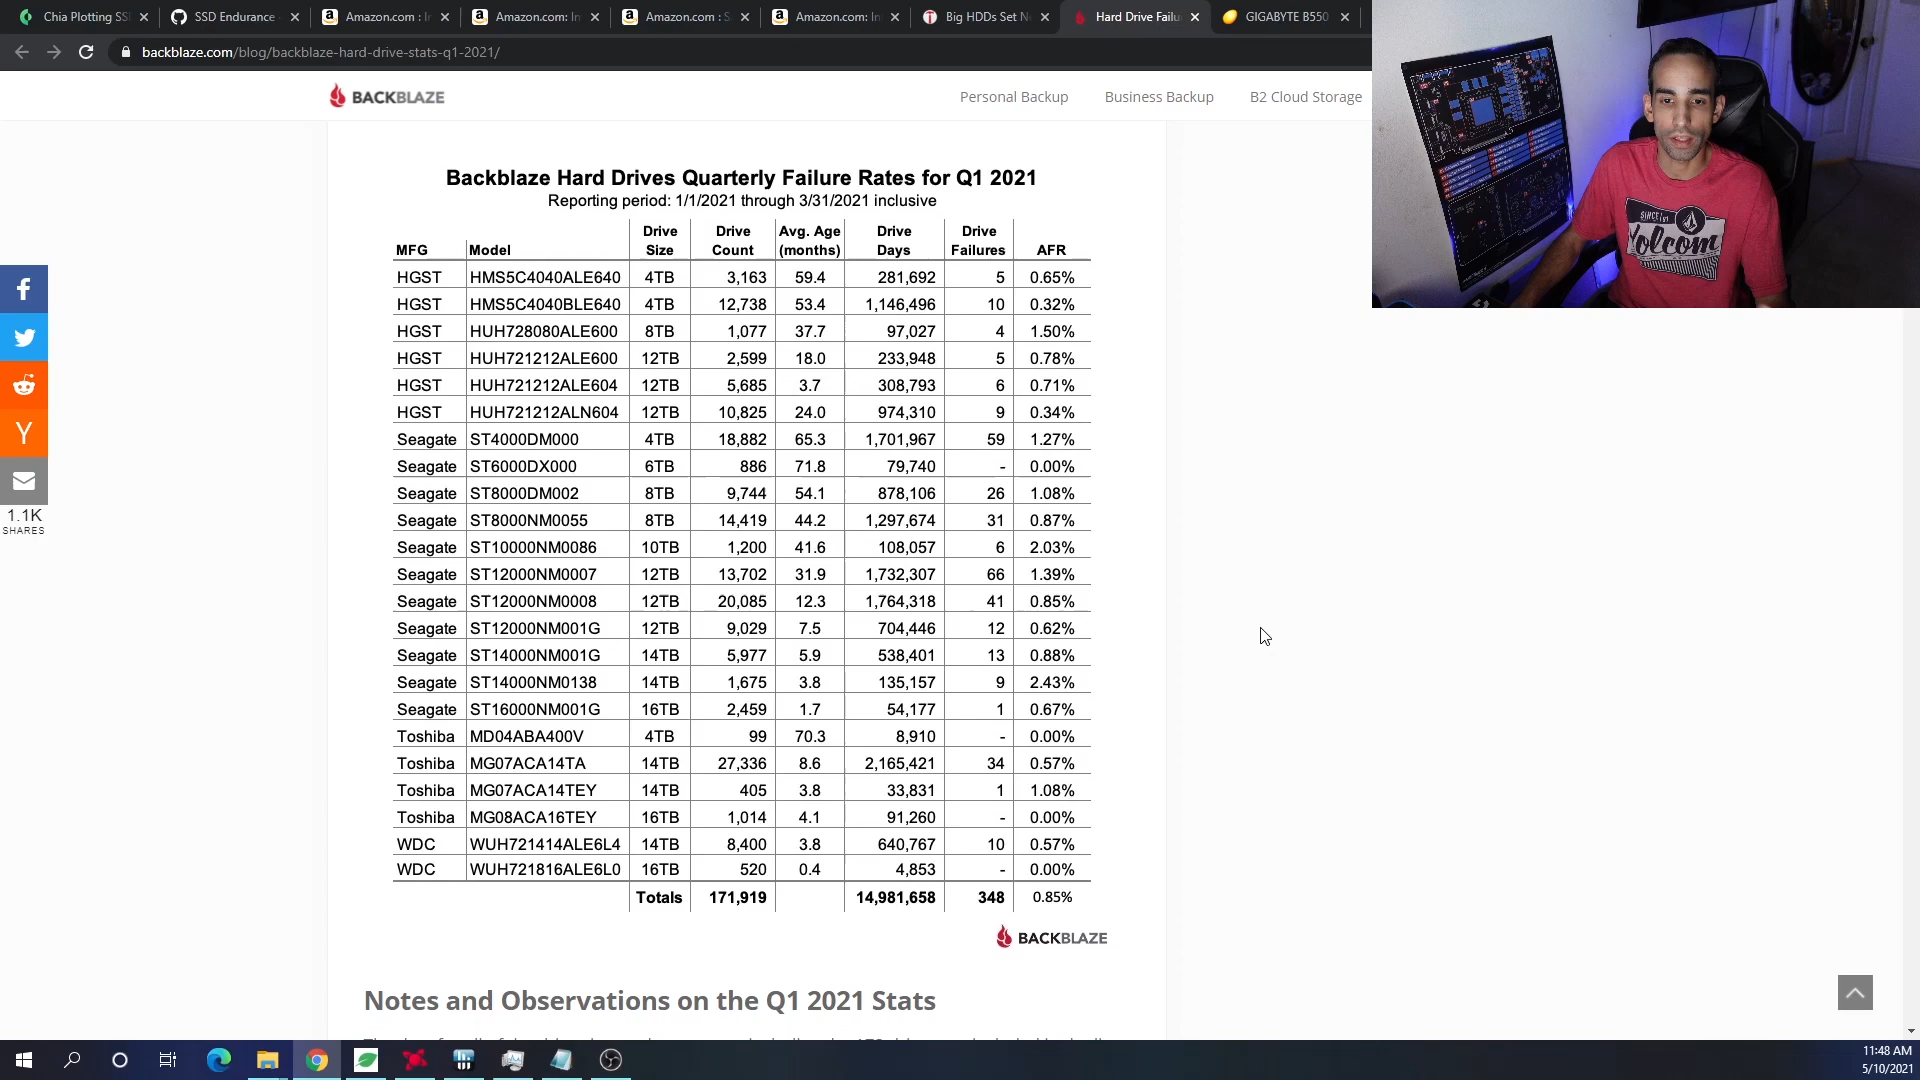 Chia Plotting SS
SSD Endurance
Amazon.com : In
Amazon.com: In
Amazon.com : S
Amazon.com: In
Big HDDs Set N
Hard Drive Failu
GIGABYTE B550
backblaze.com/blog/backblaze-hard-drive-stats-q1-2021/
BACKBLAZE
Personal Backup
Business Backup
B2 Cloud Storage
Backblaze Hard Drives Quarterly Failure Rates for Q1 2021
Reporting period: 1/1/2021 through 3/31/2021 inclusive
MFG Model Drive Size Drive Count Avg. Age (months) Drive Days Drive Failures AFR
HGST HMS5C4040ALE640 4TB 3,163 59.4 281,692 5 0.65%
HGST HMS5C4040BLE640 4TB 12,738 53.4 1,146,496 10 0.32%
HGST HUH728080ALE600 8TB 1,077 37.7 97,027 4 1.50%
HGST HUH721212ALE600 12TB 2,599 18.0 233,948 5 0.78%
HGST HUH721212ALE604 12TB 5,685 3.7 308,793 6 0.71%
HGST HUH721212ALN604 12TB 10,825 24.0 974,310 9 0.34%
Seagate ST4000DM000 4TB 18,882 65.3 1,701,967 59 1.27%
Seagate ST6000DX000 6TB 886 71.8 79,740 - 0.00%
Seagate ST8000DM002 8TB 9,744 54.1 878,106 26 1.08%
Seagate ST8000NM0055 8TB 14,419 44.2 1,297,674 31 0.87%
Seagate ST10000NM0086 10TB 1,200 41.6 108,057 6 2.03%
Seagate ST12000NM0007 12TB 13,702 31.9 1,732,307 66 1.39%
Seagate ST12000NM0008 12TB 20,085 12.3 1,764,318 41 0.85%
Seagate ST12000NM001G 12TB 9,029 7.5 704,446 12 0.62%
Seagate ST14000NM001G 14TB 5,977 5.9 538,401 13 0.88%
Seagate ST14000NM0138 14TB 1,675 3.8 135,157 9 2.43%
Seagate ST16000NM001G 16TB 2,459 1.7 54,177 1 0.67%
Toshiba MD04ABA400V 4TB 99 70.3 8,910 - 0.00%
Toshiba MG07ACA14TA 14TB 27,336 8.6 2,165,421 34 0.57%
Toshiba MG07ACA14TEY 14TB 405 3.8 33,831 1 1.08%
Toshiba MG08ACA16TEY 16TB 1,014 4.1 91,260 - 0.00%
WDC WUH721414ALE6L4 14TB 8,400 3.8 640,767 10 0.57%
WDC WUH721816ALE6L0 16TB 520 0.4 4,853 - 0.00%
Totals 171,919 14,981,658 348 0.85%
BACKBLAZE
Notes and Observations on the Q1 2021 Stats
1.1K
SHARES
Volcom
11:48 AM
5/10/2021